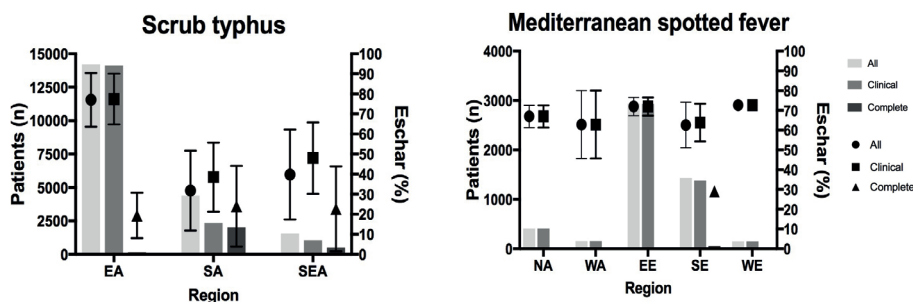 Scrub typhus
Patients (n)
15000
12500
10000
7500
5000
2500
0
100
90
80
70
60
50
40
30
20
10
0
Eschar (%)
EA SA SEA
Region
Mediterranean spotted fever
Patients (n)
4000
3000
2000
1000
0
100
90
80
70
60
50
40
30
20
10
0
Eschar (%)
NA WA EE SE WE
Region
All
Clinical
Complete
All
Clinical
Complete